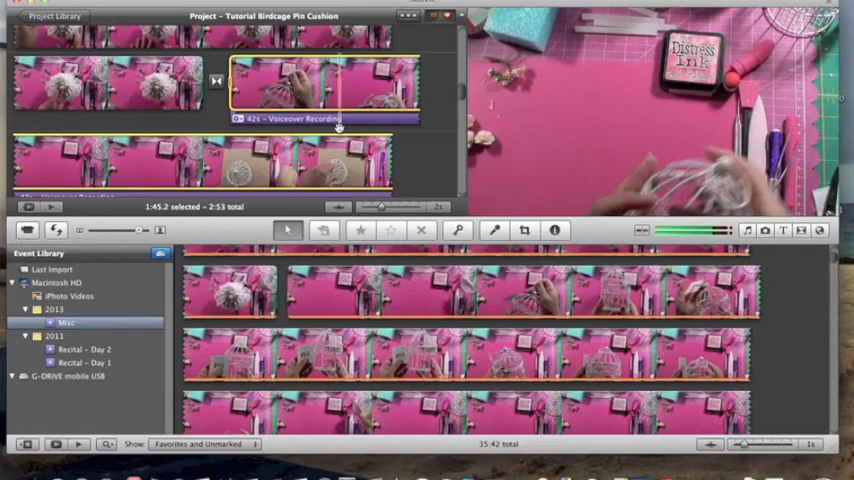 Project Library
Project - Tutorial Birdcage Pin Cushion
Distress
Ink
42s - Voiceover Recording
1:45.2 selected - 2:53 total
2s
Event Library
Last Import
Macintosh HD
iPhoto Videos
2013
Misc
2011
Recital - Day 2
Recital - Day 1
G-DRIVE mobile USB
Show:
Favorites and Unmarked
35:42 total
1s